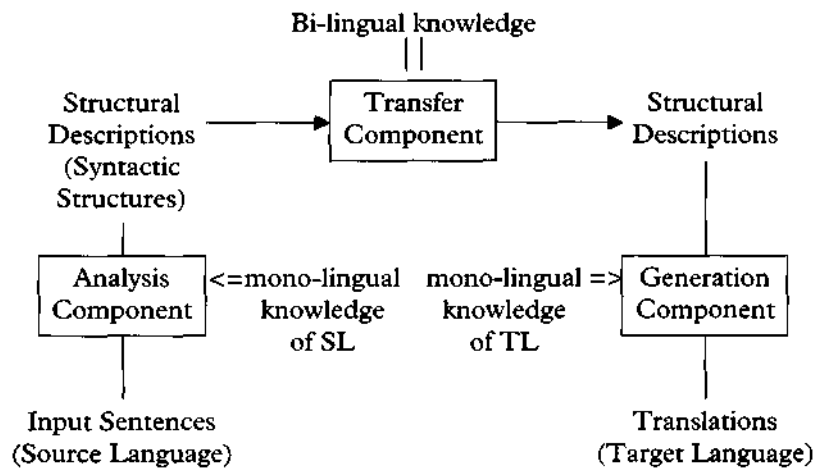 Bi-lingual knowledge
Structural
Descriptions
(Syntactic
Structures)
Transfer
Component
Structural
Descriptions
Analysis
Component
<=mono-lingual
knowledge
of SL
mono-lingual =>
knowledge
of TL
Generation
Component
Input Sentences
(Source Language)
Translations
(Target Language)